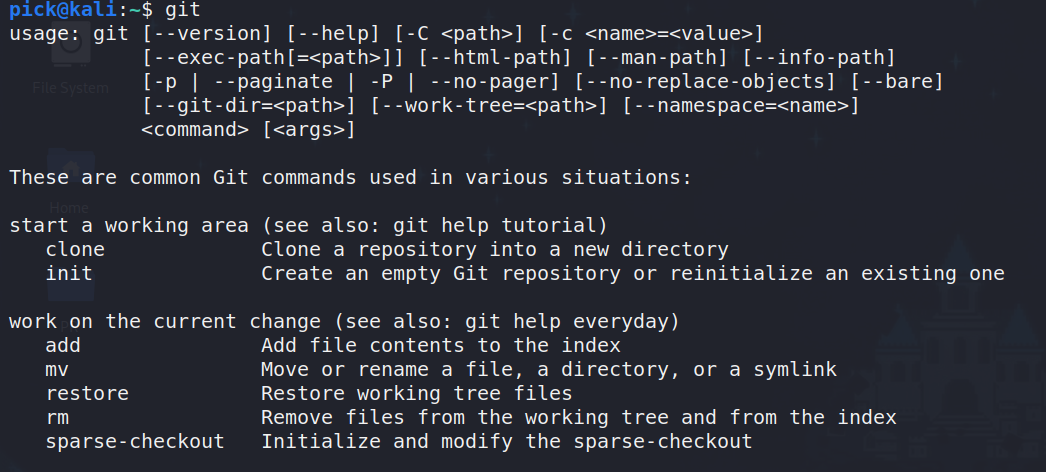 pick@kali:~$ git
usage: git [--version] [--help] [-C <path>] [-c <name>=<value>]
           [--exec-path[=<path>]] [--html-path] [--man-path] [--info-path]
           [-p | --paginate | -P | --no-pager] [--no-replace-objects] [--bare]
           [--git-dir=<path>] [--work-tree=<path>] [--namespace=<name>]
           <command> [<args>]

These are common Git commands used in various situations:

start a working area (see also: git help tutorial)
   clone             Clone a repository into a new directory
   init              Create an empty Git repository or reinitialize an existing one

work on the current change (see also: git help everyday)
   add               Add file contents to the index
   mv                Move or rename a file, a directory, or a symlink
   restore           Restore working tree files
   rm                Remove files from the working tree and from the index
   sparse-checkout   Initialize and modify the sparse-checkout
File System
Home